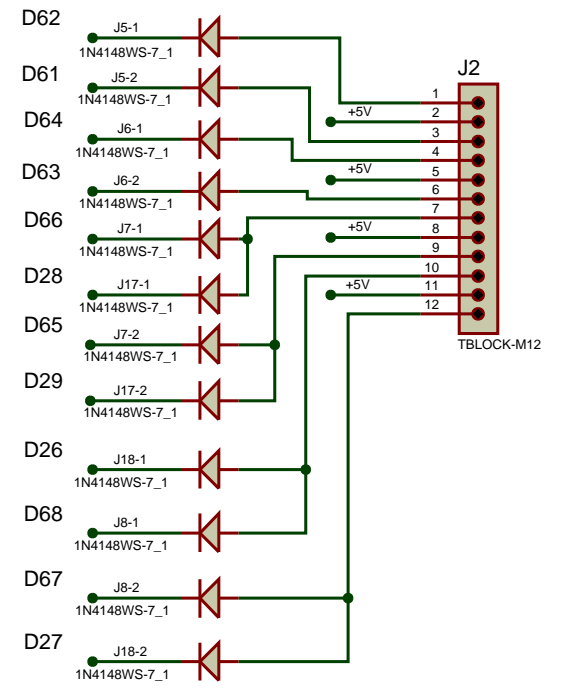 D62
J5-1
1N4148WS-7_1
D61
J5-2
1N4148WS-7_1
D64
J6-1
1N4148WS-7_1
D63
J6-2
1N4148WS-7_1
D66
J7-1
1N4148WS-7_1
D28
J17-1
1N4148WS-7_1
D65
J7-2
1N4148WS-7_1
D29
J17-2
1N4148WS-7_1
D26
J18-1
1N4148WS-7_1
D68
J8-1
1N4148WS-7_1
D67
J8-2
1N4148WS-7_1
D27
J18-2
1N4148WS-7_1
J2
1
+5V 2
3
4
+5V 5
6
7
+5V 8
9
10
+5V 11
12
TBLOCK-M12